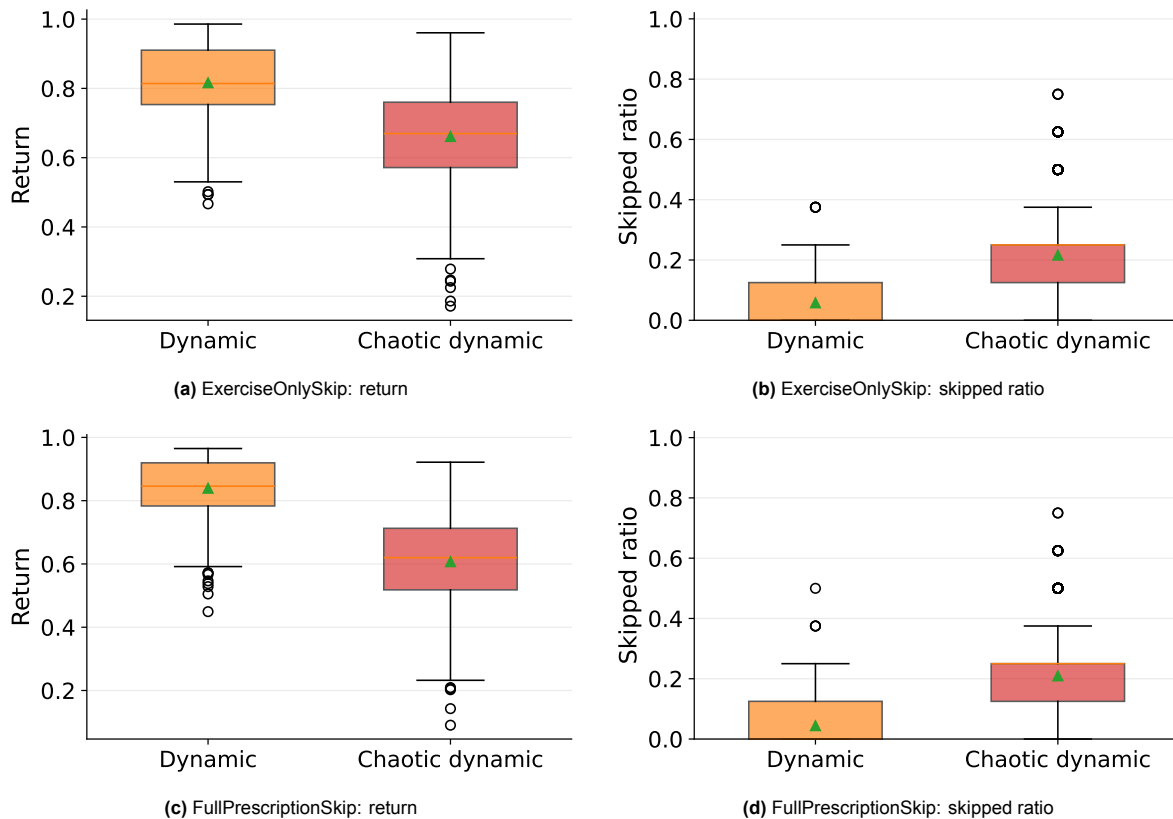 1.0
0.8
0.6
0.4
0.2
Return
Dynamic
Chaotic dynamic
(a) ExerciseOnlySkip: return
1.0
0.8
0.6
0.4
0.2
0.0
Skipped ratio
Dynamic
Chaotic dynamic
(b) ExerciseOnlySkip: skipped ratio
1.0
0.8
0.6
0.4
0.2
Return
Dynamic
Chaotic dynamic
(c) FullPrescriptionSkip: return
1.0
0.8
0.6
0.4
0.2
0.0
Skipped ratio
Dynamic
Chaotic dynamic
(d) FullPrescriptionSkip: skipped ratio